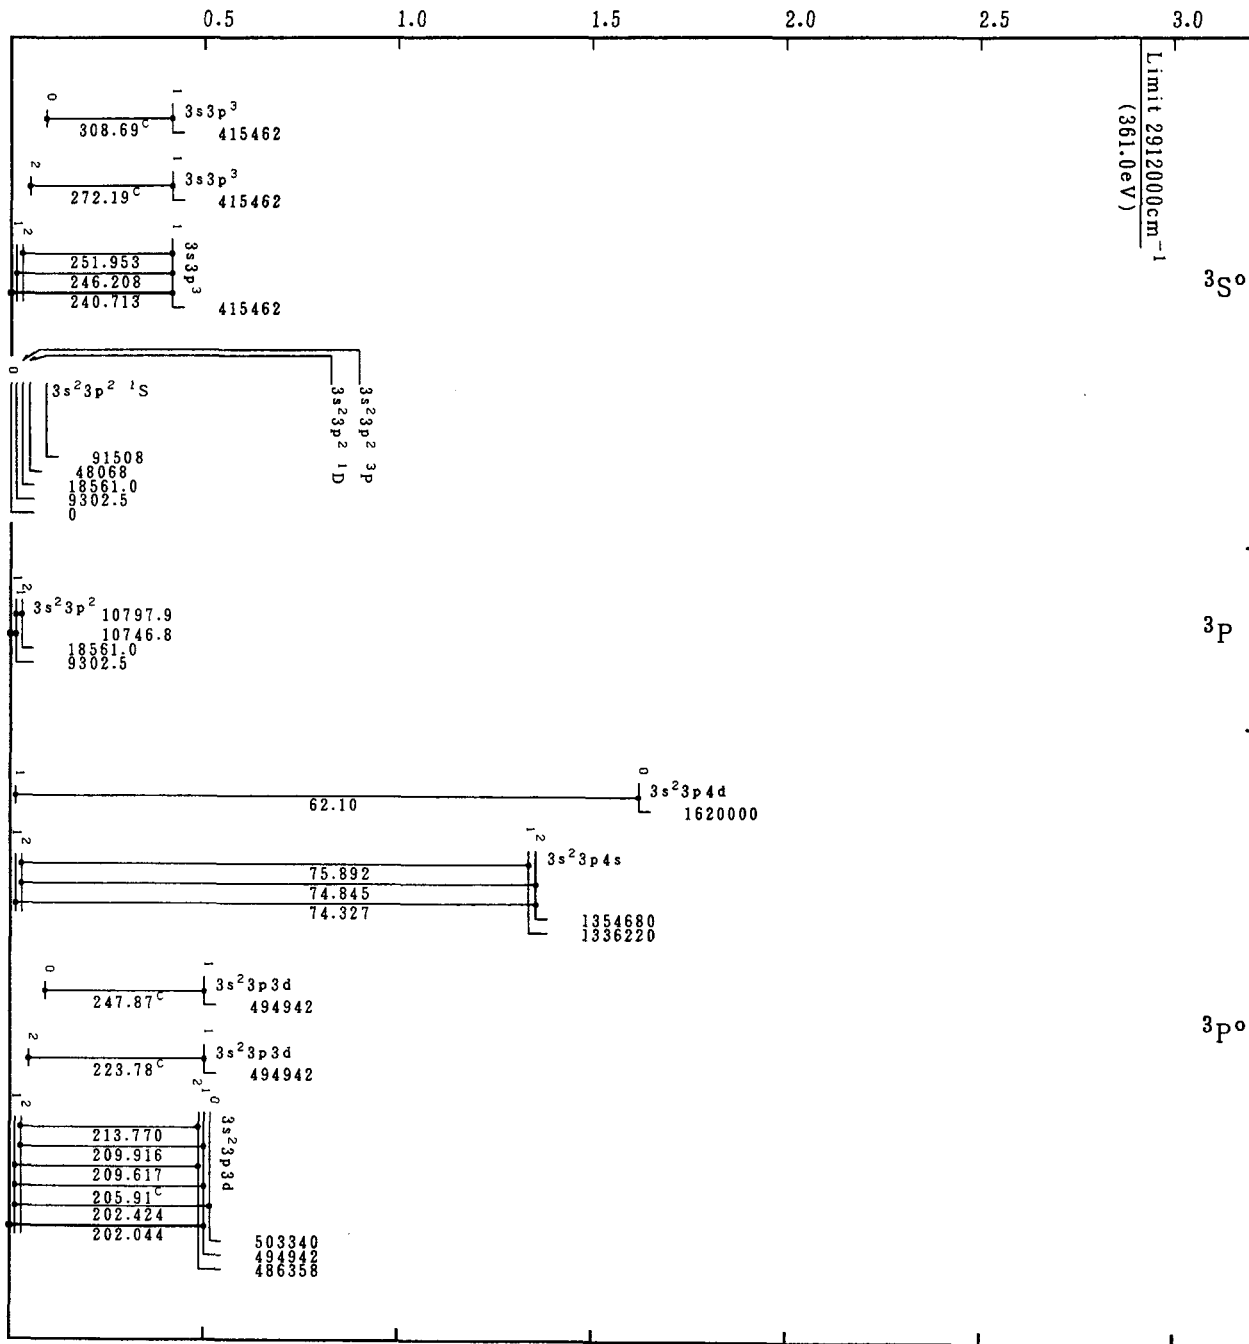 0.5 1.0 1.5 2.0 2.5 3.0
Limit 2912000cm⁻¹
(361.0eV)
0 1 3s3p³
308.69ᶜ 415462
2 1 3s3p³
272.19ᶜ 415462
1 2 1 3s3p³
251.953
246.208
240.713 415462
³S°
0
3s²3p² ¹S
3s²3p² ¹D
3s²3p² ³P
91508
48068
18561.0
9302.5
0
1 2 1
3s²3p² 10797.9
10746.8
18561.0
9302.5
³P
1 0 3s²3p4d
62.10 1620000
1 2 1 2 3s²3p4s
75.892
74.845
74.327 1354680
1336220
0 1 3s²3p3d
247.87ᶜ 494942
³P°
2 1 3s²3p3d
223.78ᶜ 494942
1 2 2 1 0 3s²3p3d
213.770
209.916
209.617
205.91ᶜ
202.424
202.044 503340
494942
486358